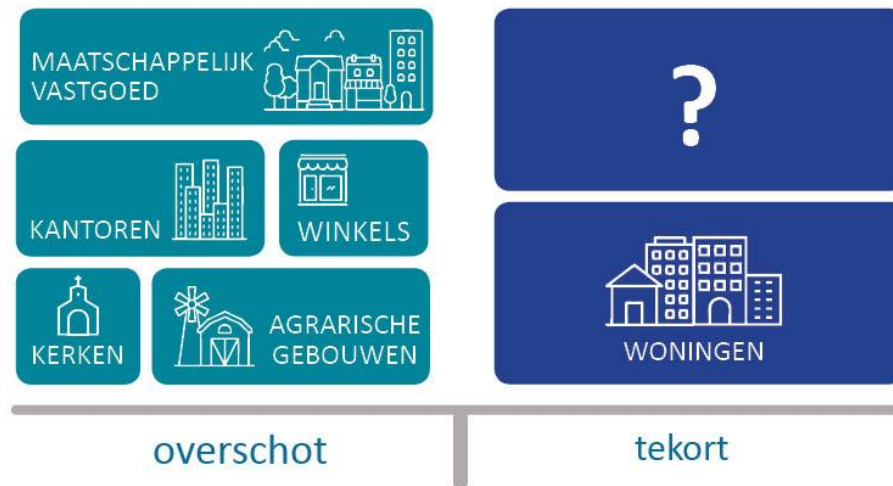 MAATSCHAPPELIJK
VASTGOED
KANTOREN
WINKELS
KERKEN
AGRARISCHE
GEBOUWEN
?
WONINGEN
overschot
tekort